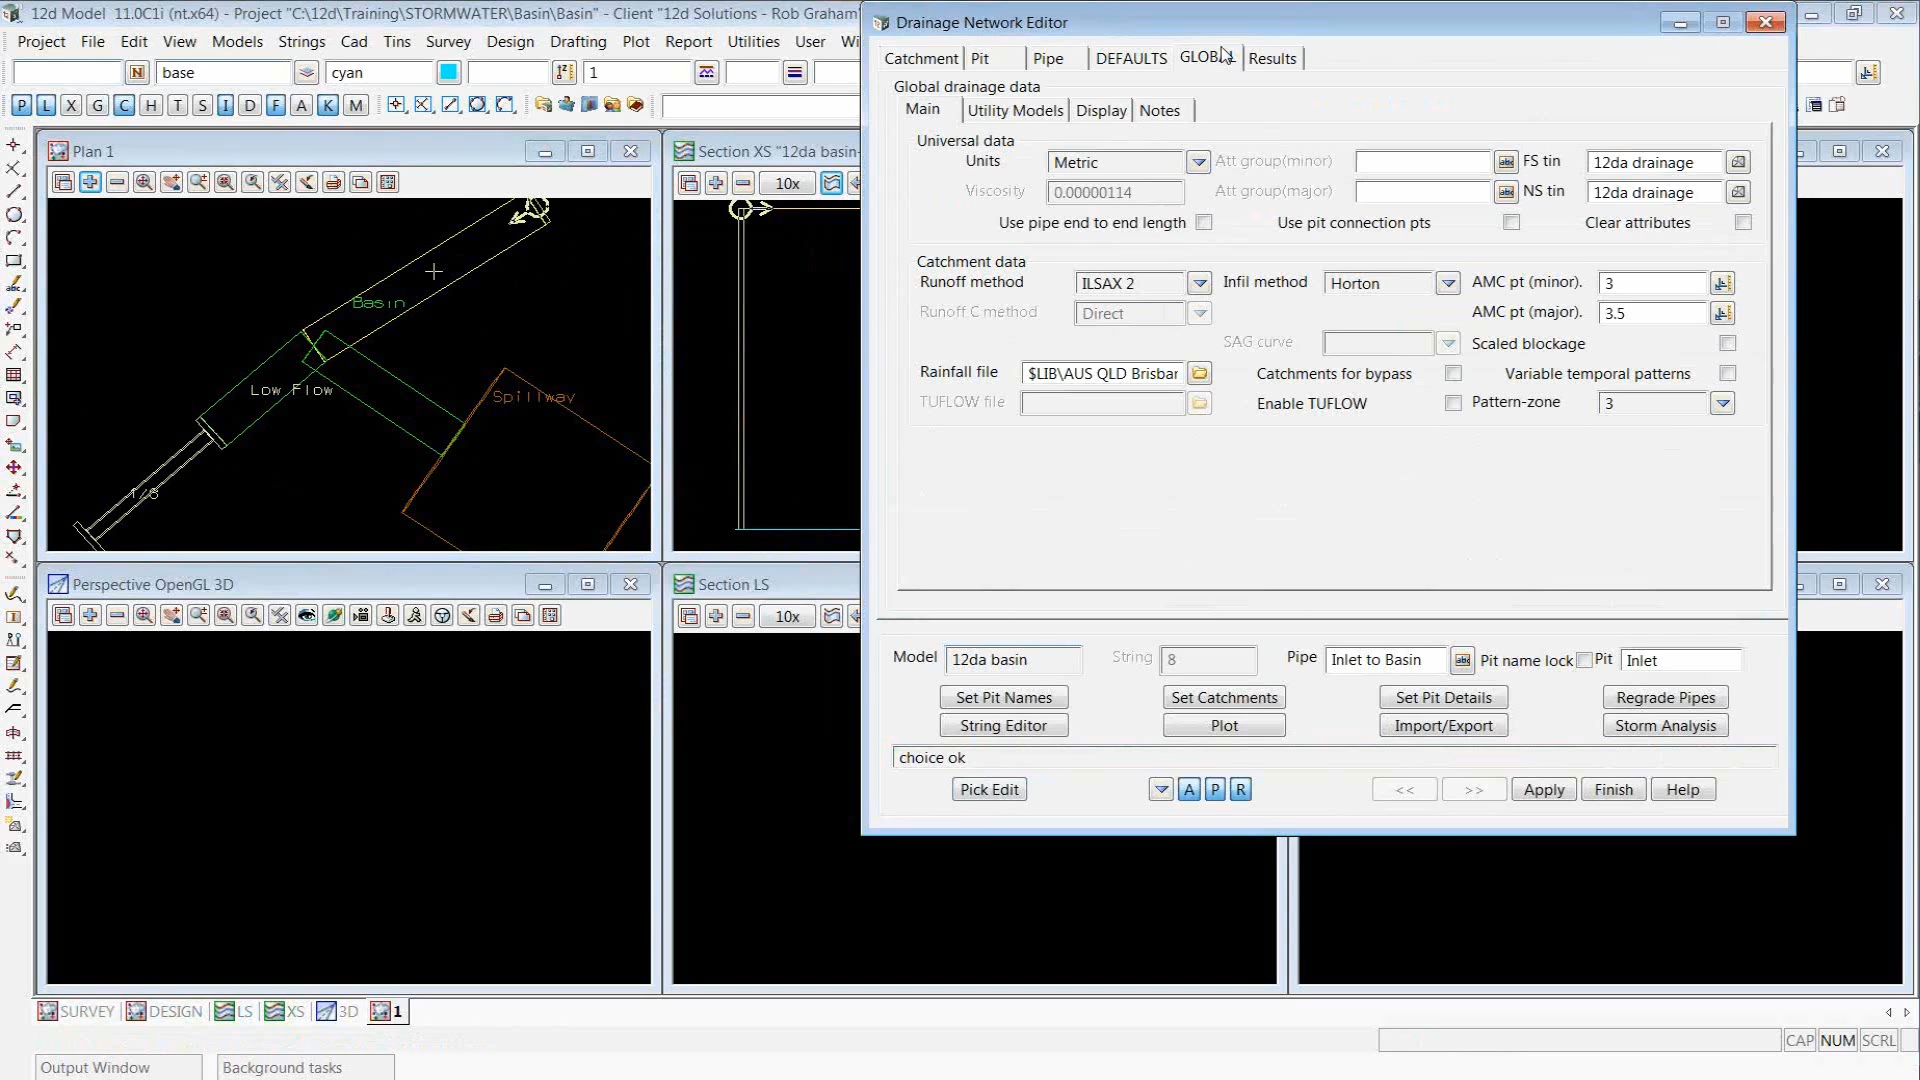 12d Model 11.0C1i (nt.x64) - Project "C:\12d\Training\STORMWATER\Basin\Basin" - Client "12d Solutions - Rob Graham"
Project File Edit View Models Strings Cad Tins Survey Design Drafting Plot Report Utilities User Wi
N base cyan 1
P L X G C H T S I D F A K M
Plan 1
Basin
Low Flow
Spillway
Section XS "12da basin-
10x
Perspective OpenGL 3D
Section LS
10x
Drainage Network Editor
Catchment Pit Pipe DEFAULTS GLOBAL Results
Global drainage data
Main Utility Models Display Notes
Universal data
Units Metric Att group(minor) FS tin 12da drainage
Viscosity 0.00000114 Att group(major) NS tin 12da drainage
Use pipe end to end length Use pit connection pts Clear attributes
Catchment data
Runoff method ILSAX 2 Infil method Horton AMC pt (minor). 3
Runoff C method Direct AMC pt (major). 3.5
SAG curve Scaled blockage
Rainfall file $LIB\AUS QLD Brisbar Catchments for bypass Variable temporal patterns
TUFLOW file Enable TUFLOW Pattern-zone 3
Model 12da basin String 8 Pipe Inlet to Basin Pit name lock Pit Inlet
Set Pit Names Set Catchments Set Pit Details Regrade Pipes
String Editor Plot Import/Export Storm Analysis
choice ok
Pick Edit A P R << >> Apply Finish Help
SURVEY DESIGN LS XS 3D 1
CAP NUM SCRL
Output Window Background tasks